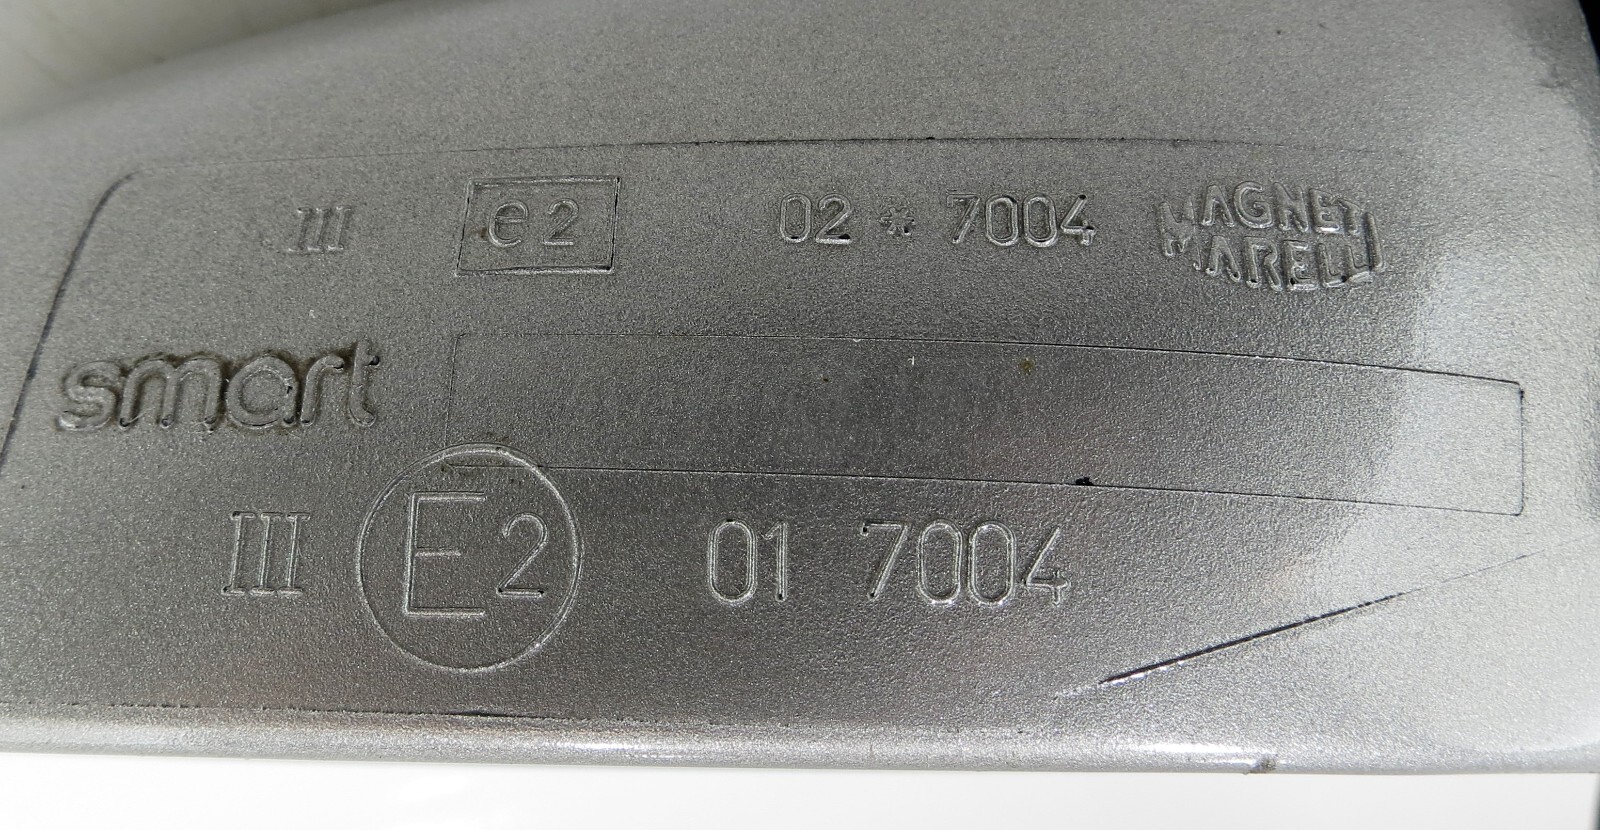 III e2 02 * 7004 MAGNETI
MARELLI
smart
III E2 01 7004